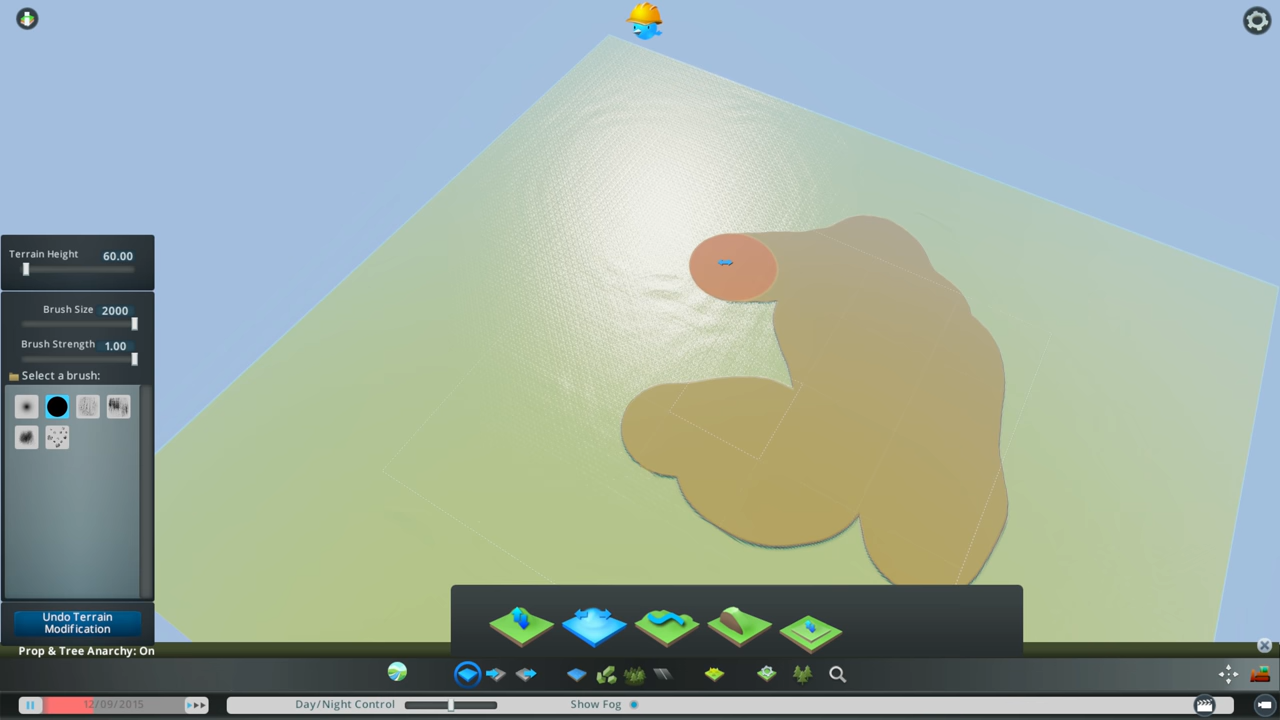 Terrain Height 60.00
Brush Size 2000
Brush Strength 1.00
Select a brush:
Undo Terrain
Modification
Prop & Tree Anarchy: On
12/09/2015
Day/Night Control
Show Fog